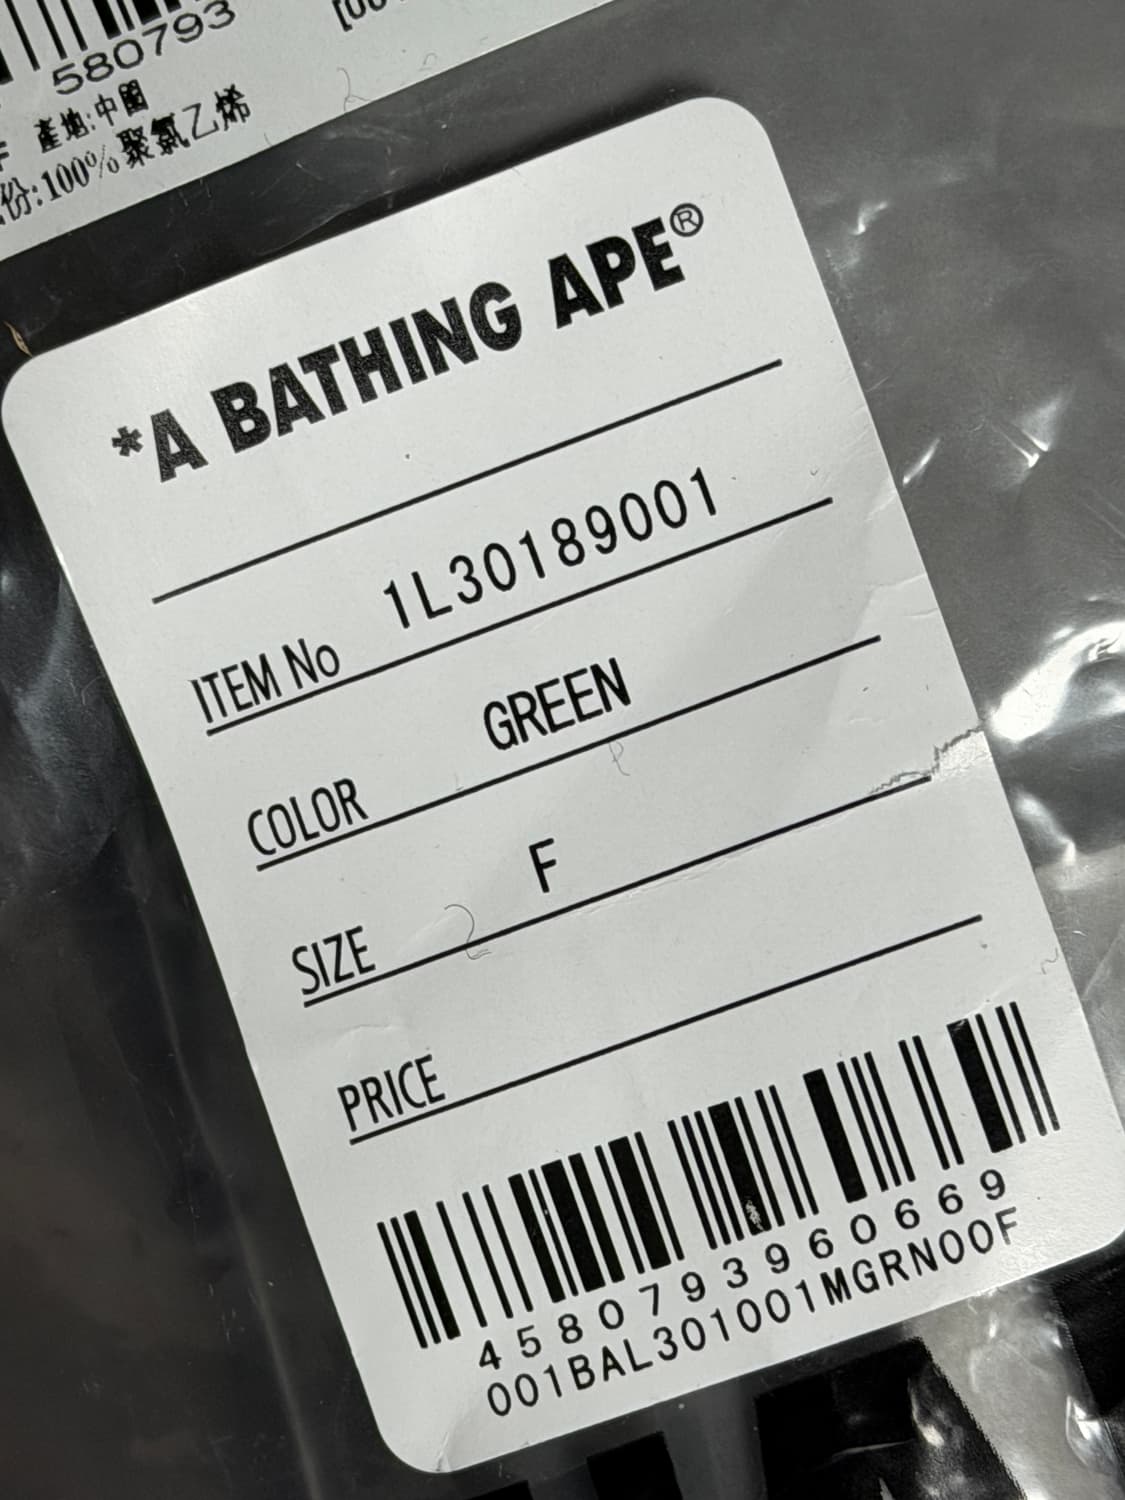 580793
產地:中國
份:100%聚氯乙烯
*A BATHING APE®
ITEM No 1L30189001
COLOR GREEN
SIZE F
PRICE
4580793960669
001BAL301001MGRN00F